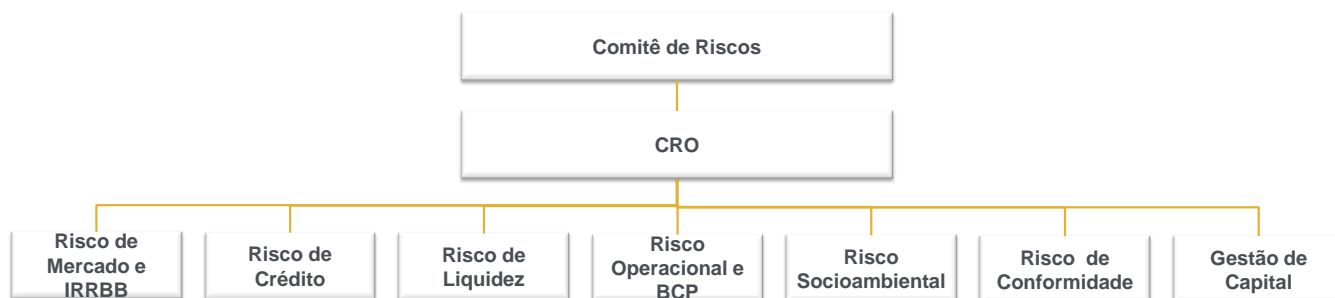 Comitê de Riscos
CRO
Risco de
Mercado e
IRRBB
Risco de
Crédito
Risco de
Liquidez
Risco
Operacional e
BCP
Risco
Socioambiental
Risco de
Conformidade
Gestão de
Capital